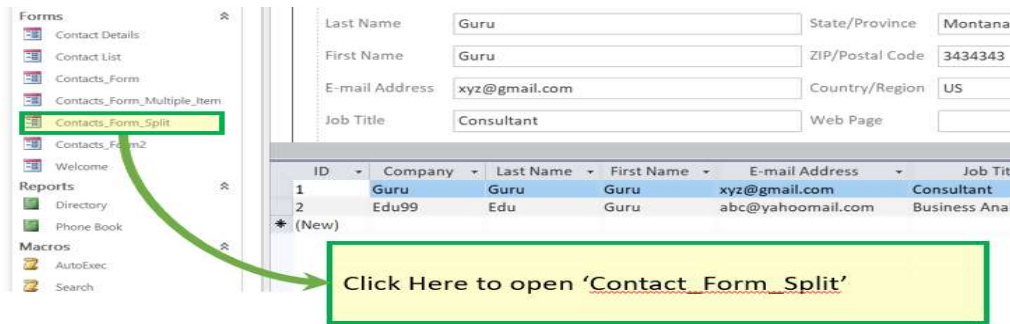 Forms
Contact Details
Contact List
Contacts_Form
Contacts_Form_Multiple_Item
Contacts_Form_Split
Contacts_Form2
Welcome
Reports
Directory
Phone Book
Macros
AutoExec
Search
Last Name Guru State/Province Montana
First Name Guru ZIP/Postal Code 3434343
E-mail Address xyz@gmail.com Country/Region US
Job Title Consultant Web Page
ID Company Last Name First Name E-mail Address Job Tit
1 Guru Guru Guru xyz@gmail.com Consultant
2 Edu99 Edu Guru abc@yahoomail.com Business Ana
(New)
Click Here to open ‘Contact_Form_Split’